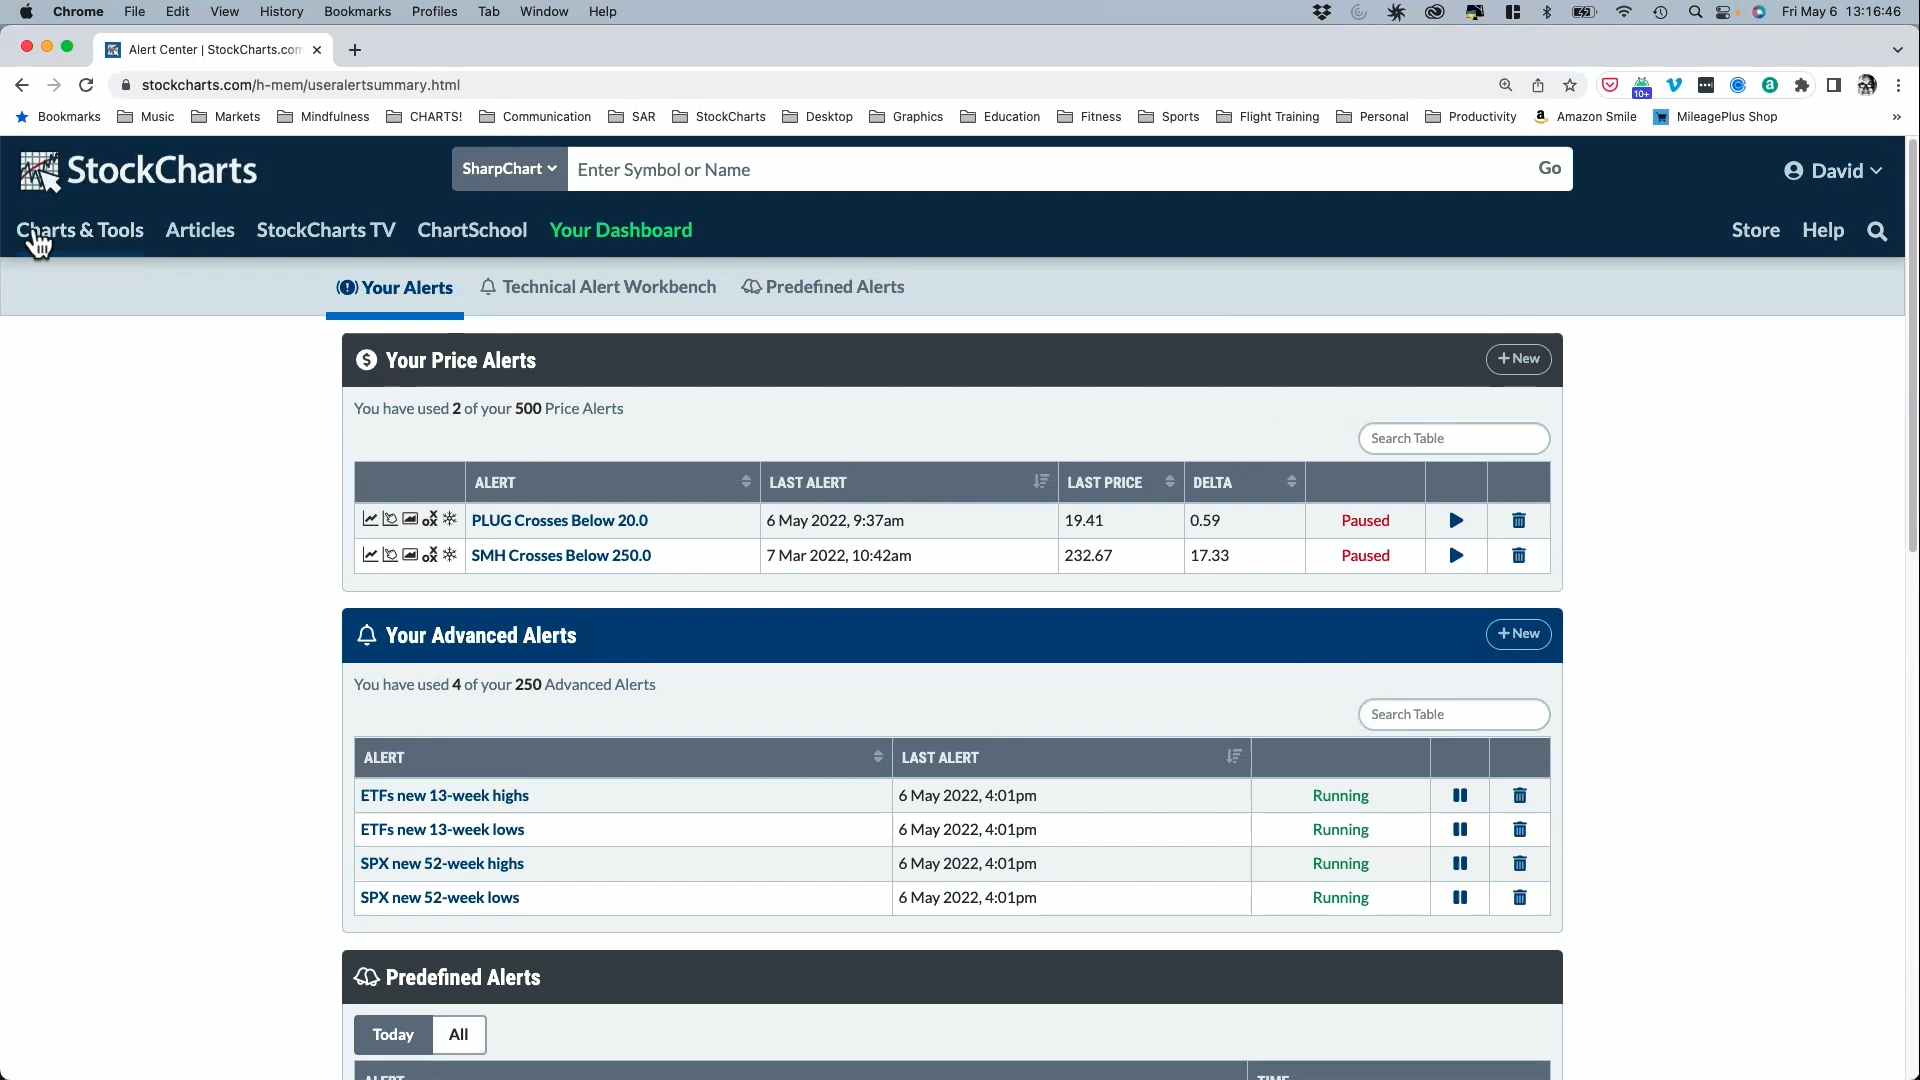 Chrome File Edit View History Bookmarks Profiles Tab Window Help Fri May 6 13:16:46
Alert Center | StockCharts.com
stockcharts.com/h-mem/useralertsummary.html 10+ a
Bookmarks Music Markets Mindfulness CHARTS! Communication SAR StockCharts Desktop Graphics Education Fitness Sports Flight Training Personal Productivity Amazon Smile MileagePlus Shop »
StockCharts SharpChart Enter Symbol or Name Go David
Charts & Tools Articles StockCharts TV ChartSchool Your Dashboard Store Help
Your Alerts Technical Alert Workbench Predefined Alerts
Your Price Alerts + New
You have used 2 of your 500 Price Alerts
Search Table
ALERT LAST ALERT LAST PRICE DELTA
PLUG Crosses Below 20.0 6 May 2022, 9:37am 19.41 0.59 Paused
SMH Crosses Below 250.0 7 Mar 2022, 10:42am 232.67 17.33 Paused
Your Advanced Alerts + New
You have used 4 of your 250 Advanced Alerts
Search Table
ALERT LAST ALERT
ETFs new 13-week highs 6 May 2022, 4:01pm Running
ETFs new 13-week lows 6 May 2022, 4:01pm Running
SPX new 52-week highs 6 May 2022, 4:01pm Running
SPX new 52-week lows 6 May 2022, 4:01pm Running
Predefined Alerts
Today All
ALERT TIME